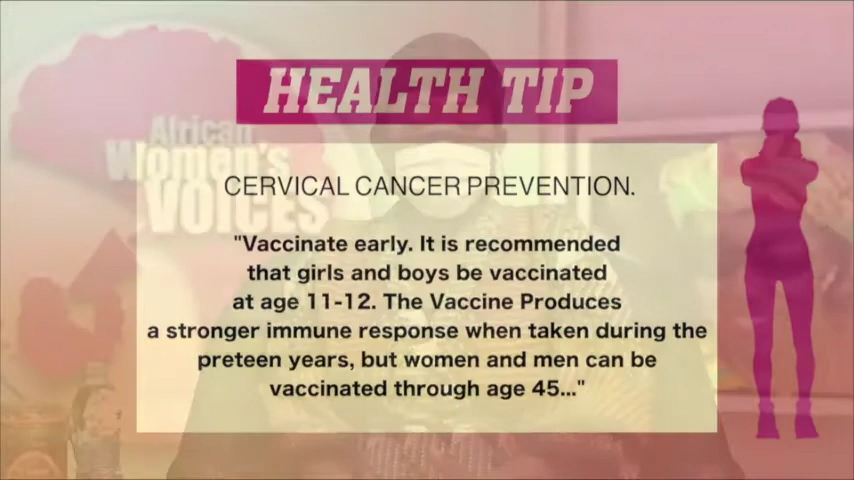 HEALTH TIP
African
Women's
VOICES
CERVICAL CANCER PREVENTION.
"Vaccinate early. It is recommended
that girls and boys be vaccinated
at age 11-12. The Vaccine Produces
a stronger immune response when taken during the
preteen years, but women and men can be
vaccinated through age 45..."